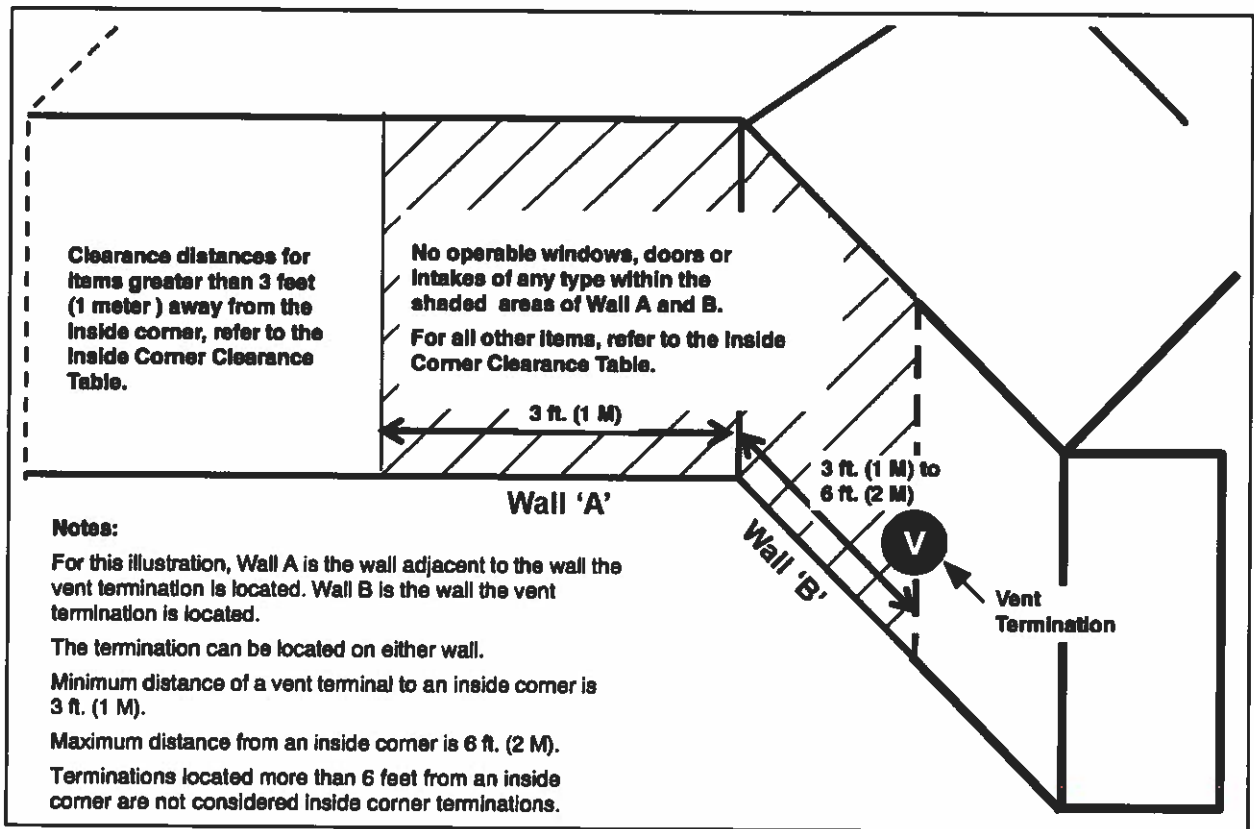 Clearance distances for
items greater than 3 feet
(1 meter ) away from the
inside corner, refer to the
Inside Corner Clearance
Table.
No operable windows, doors or
intakes of any type within the
shaded areas of Wall A and B.
For all other items, refer to the Inside
Corner Clearance Table.
3 ft. (1 M)
3 ft. (1 M) to
6 ft. (2 M)
Wall 'A'
Wall 'B'
V
Vent
Termination
Notes:
For this illustration, Wall A is the wall adjacent to the wall the
vent termination is located. Wall B is the wall the vent
termination is located.
The termination can be located on either wall.
Minimum distance of a vent terminal to an inside corner is
3 ft. (1 M).
Maximum distance from an inside corner is 6 ft. (2 M).
Terminations located more than 6 feet from an inside
corner are not considered inside corner terminations.